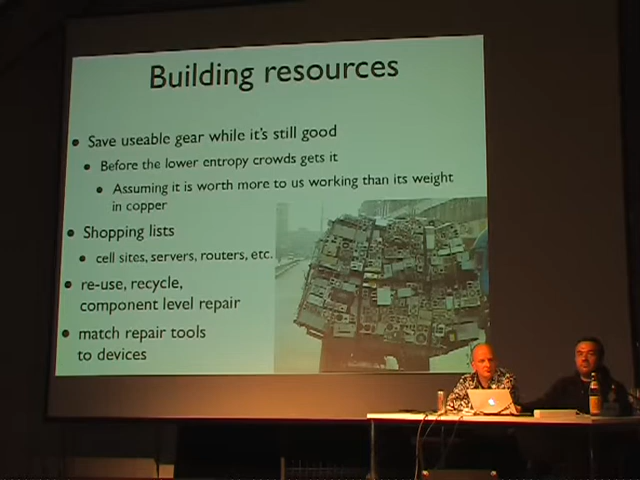 Building resources
• Save useable gear while it's still good
• Before the lower entropy crowds gets it
• Assuming it is worth more to us working than its weight
in copper
• Shopping lists
• cell sites, servers, routers, etc.
• re-use, recycle,
component level repair
• match repair tools
to devices